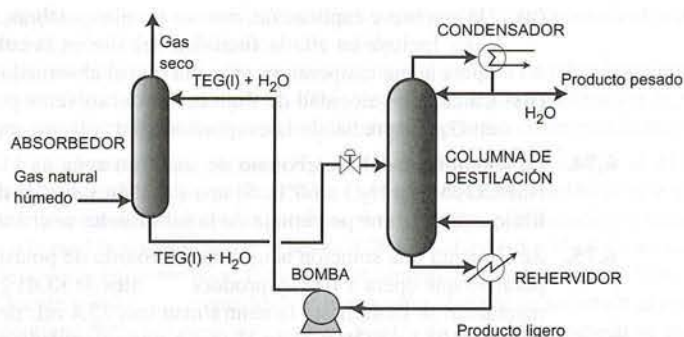 CONDENSADOR
Gas
seco
TEG(l) + H₂O
Producto pesado
H₂O
ABSORBEDOR
COLUMNA DE
DESTILACIÓN
Gas natural
húmedo
TEG(l) + H₂O
BOMBA
REHERVIDOR
Producto ligero